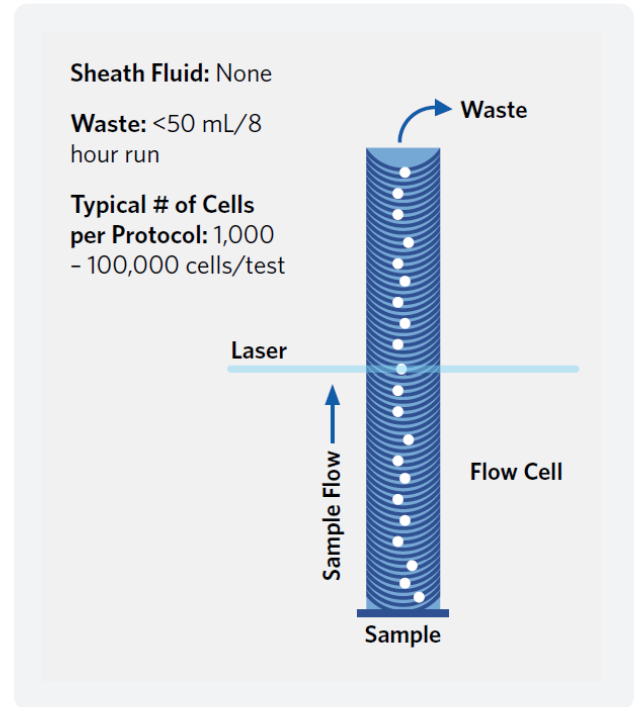 Sheath Fluid: None
Waste: <50 mL/8
hour run
Typical # of Cells
per Protocol: 1,000
– 100,000 cells/test
Waste
Laser
Sample Flow
Flow Cell
Sample